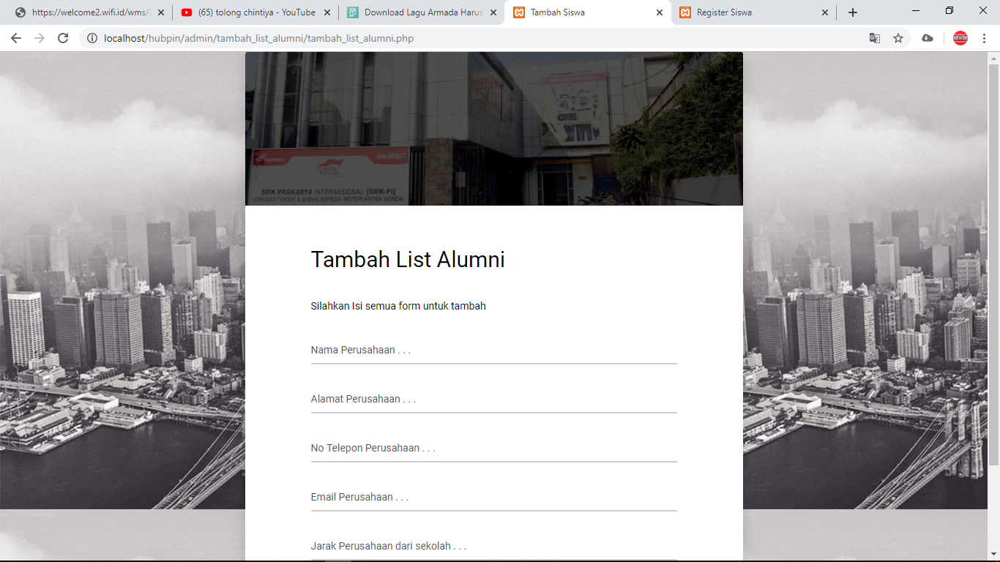 https://welcome2.wifi.id/wms/
(65) tolong chintiya - YouTube
Download Lagu Armada Harus
Tambah Siswa
Register Siswa
localhost/hubpin/admin/tambah_list_alumni/tambah_list_alumni.php
ONE
HONDA
One HEART.
SMK PRAKARYA INTERNASIONAL [SMK-PI]
JURUSAN TEKNIK & BISNIS SEPEDA MOTOR ASTRA HONDA
Tambah List Alumni
Silahkan Isi semua form untuk tambah
Nama Perusahaan . . .
Alamat Perusahaan . . .
No Telepon Perusahaan . . .
Email Perusahaan . . .
Jarak Perusahaan dari sekolah . . .